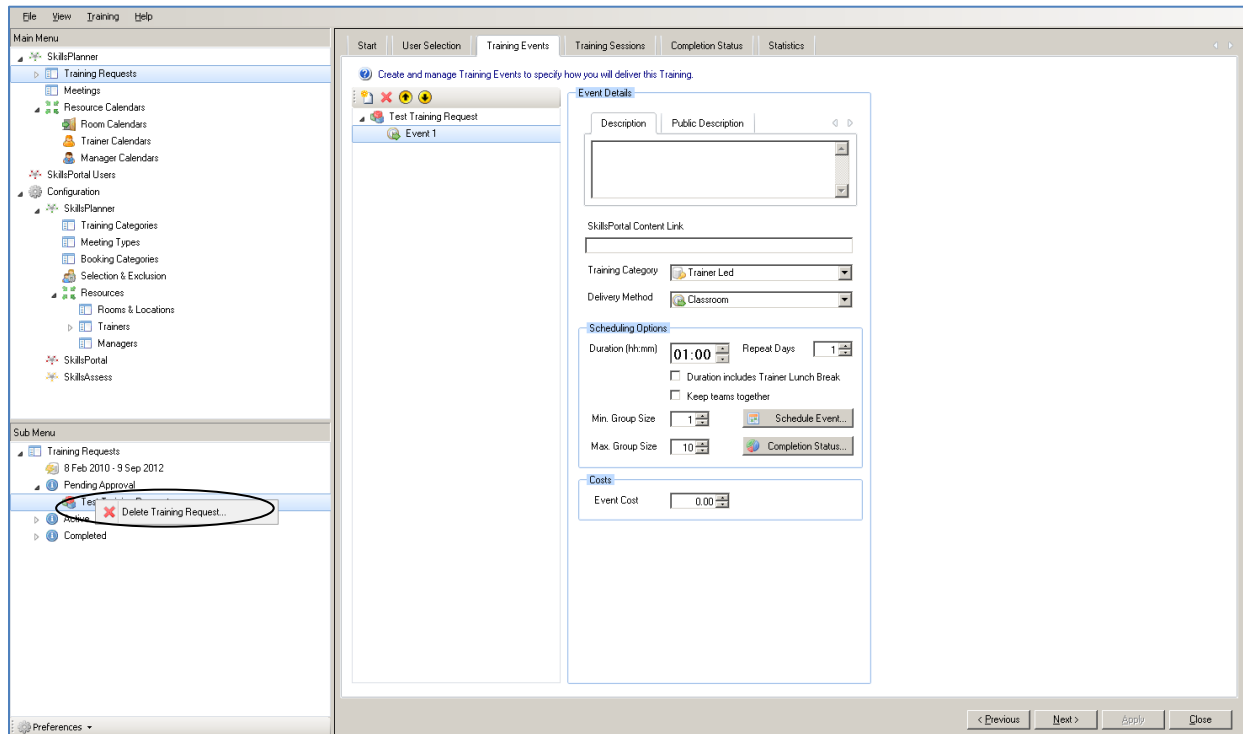 File View Training Help
Main Menu
SkillsPlanner
Training Requests
Meetings
Resource Calendars
Room Calendars
Trainer Calendars
Manager Calendars
SkillsPortal Users
Configuration
SkillsPlanner
Training Categories
Meeting Types
Booking Categories
Selection & Exclusion
Resources
Rooms & Locations
Trainers
Managers
SkillsPortal
SkillsAssess
Sub Menu
Training Requests
8 Feb 2010 - 9 Sep 2012
Pending Approval
Delete Training Request...
Active
Completed
Preferences
Start User Selection Training Events Training Sessions Completion Status Statistics
Create and manage Training Events to specify how you will deliver this Training.
Test Training Request
Event 1
Event Details
Description Public Description
SkillsPortal Content Link
Training Category Trainer Led
Delivery Method Classroom
Scheduling Options
Duration (hh:mm) 01:00 Repeat Days 1
Duration includes Trainer Lunch Break
Keep teams together
Min. Group Size 1 Schedule Event...
Max. Group Size 10 Completion Status...
Costs
Event Cost 0.00
< Previous Next > Apply Close